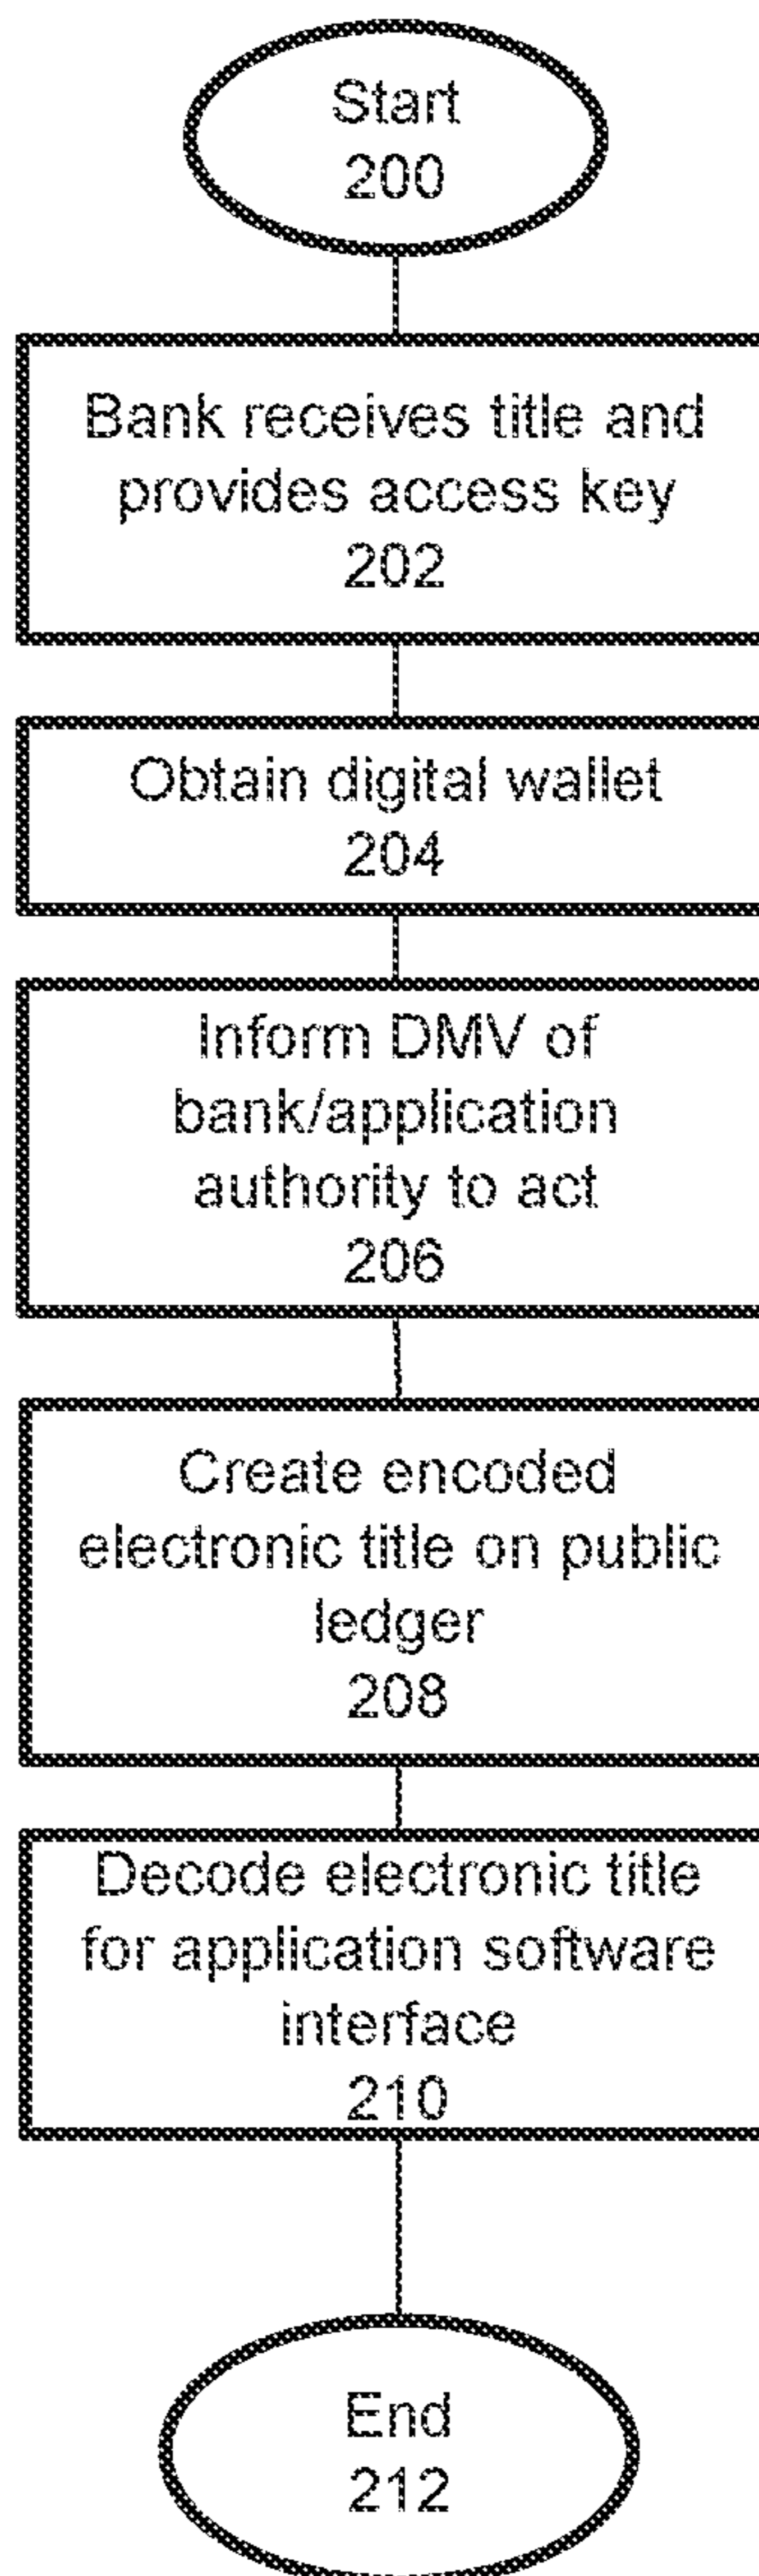 Start
200
Bank receives title and
provides access key
202
Obtain digital wallet
204
Inform DMV of
bank/application
authority to act
206
Create encoded
electronic title on public
ledger
208
Decode electronic title
for application software
interface
210
End
212